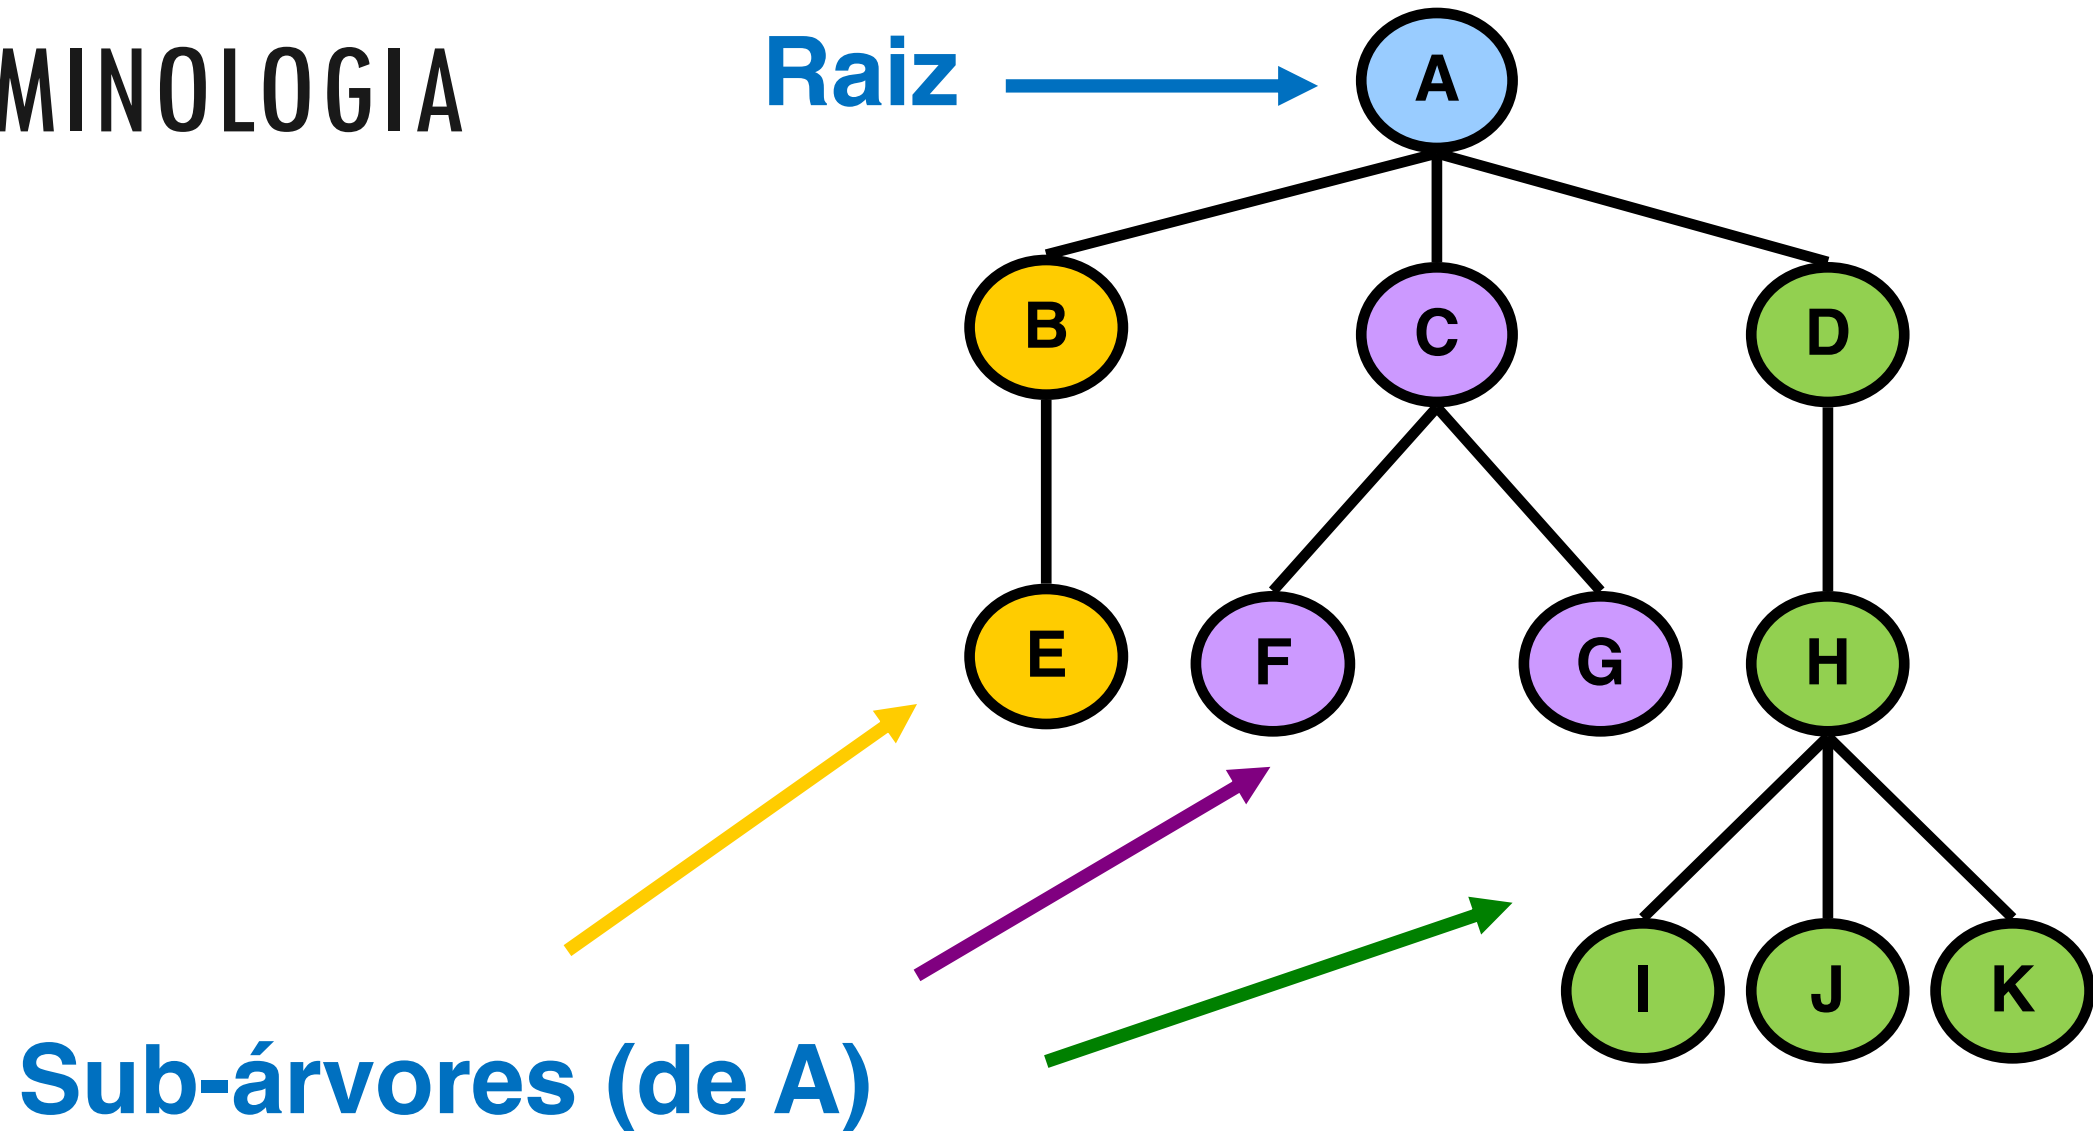 MINOLOGIA
Raiz
A
B C D
E F G H
I J K
Sub-árvores (de A)